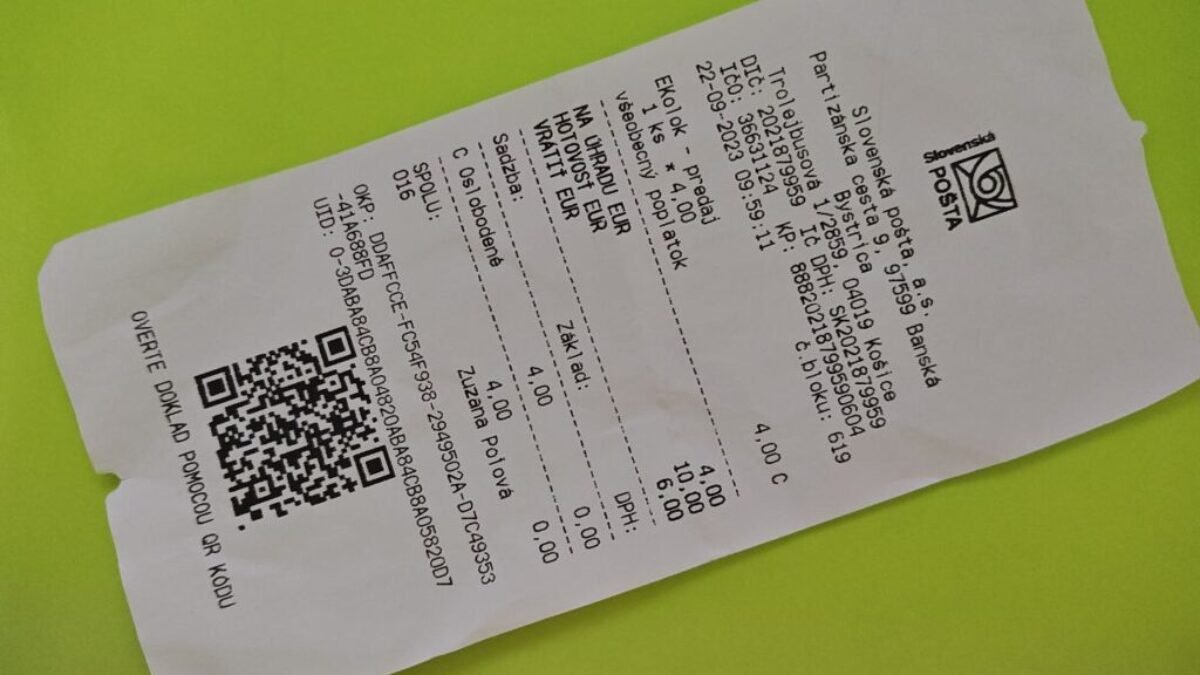 Slovenská
POŠTA
Slovenská pošta, a.s.
Partizánska cesta 9, 97599 Banská
Bystrica
Trolejbusová 1/2859, 04019 Košice
DIČ: 2021879959 IČ DPH: SK2021879959
IČO: 36631124 KP: 88820218799590604
22-09-2023 09:59:11 č.bloku: 619
EKolok - predaj
1 ks * 4,00 4,00 C
všeobecný poplatok
NA ÚHRADU EUR 4,00
HOTOVOSŤ EUR 10,00
VRÁTIŤ EUR 6,00
Sadzba: Základ: DPH:
C Oslobodené 4,00 0,00
SPOLU: 4,00 0,00
016 Zuzana Polová
OKP: DDAFFCCE-FC54F938-2949502A-D7C49353
-41A688FD
UID: O-3DABA84CB8A04820ABA84CB8A05820D7
OVERTE DOKLAD POMOCOU QR KÓDU